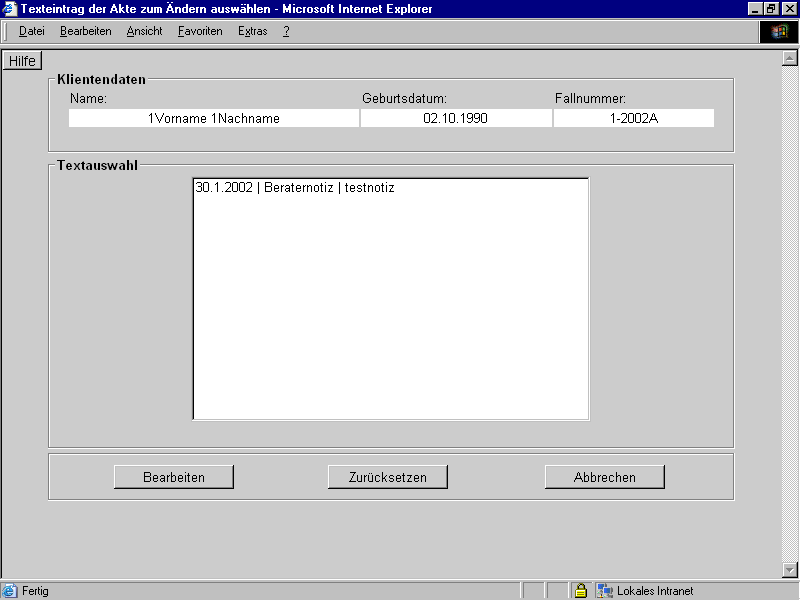 Texteintrag der Akte zum Ändern auswählen - Microsoft Internet Explorer
Datei Bearbeiten Ansicht Favoriten Extras ?
Hilfe
Klientendaten
Name: Geburtsdatum: Fallnummer:
1Vorname 1Nachname 02.10.1990 1-2002A
Textauswahl
30.1.2002 | Beraternotiz | testnotiz
Bearbeiten Zurücksetzen Abbrechen
Fertig Lokales Intranet